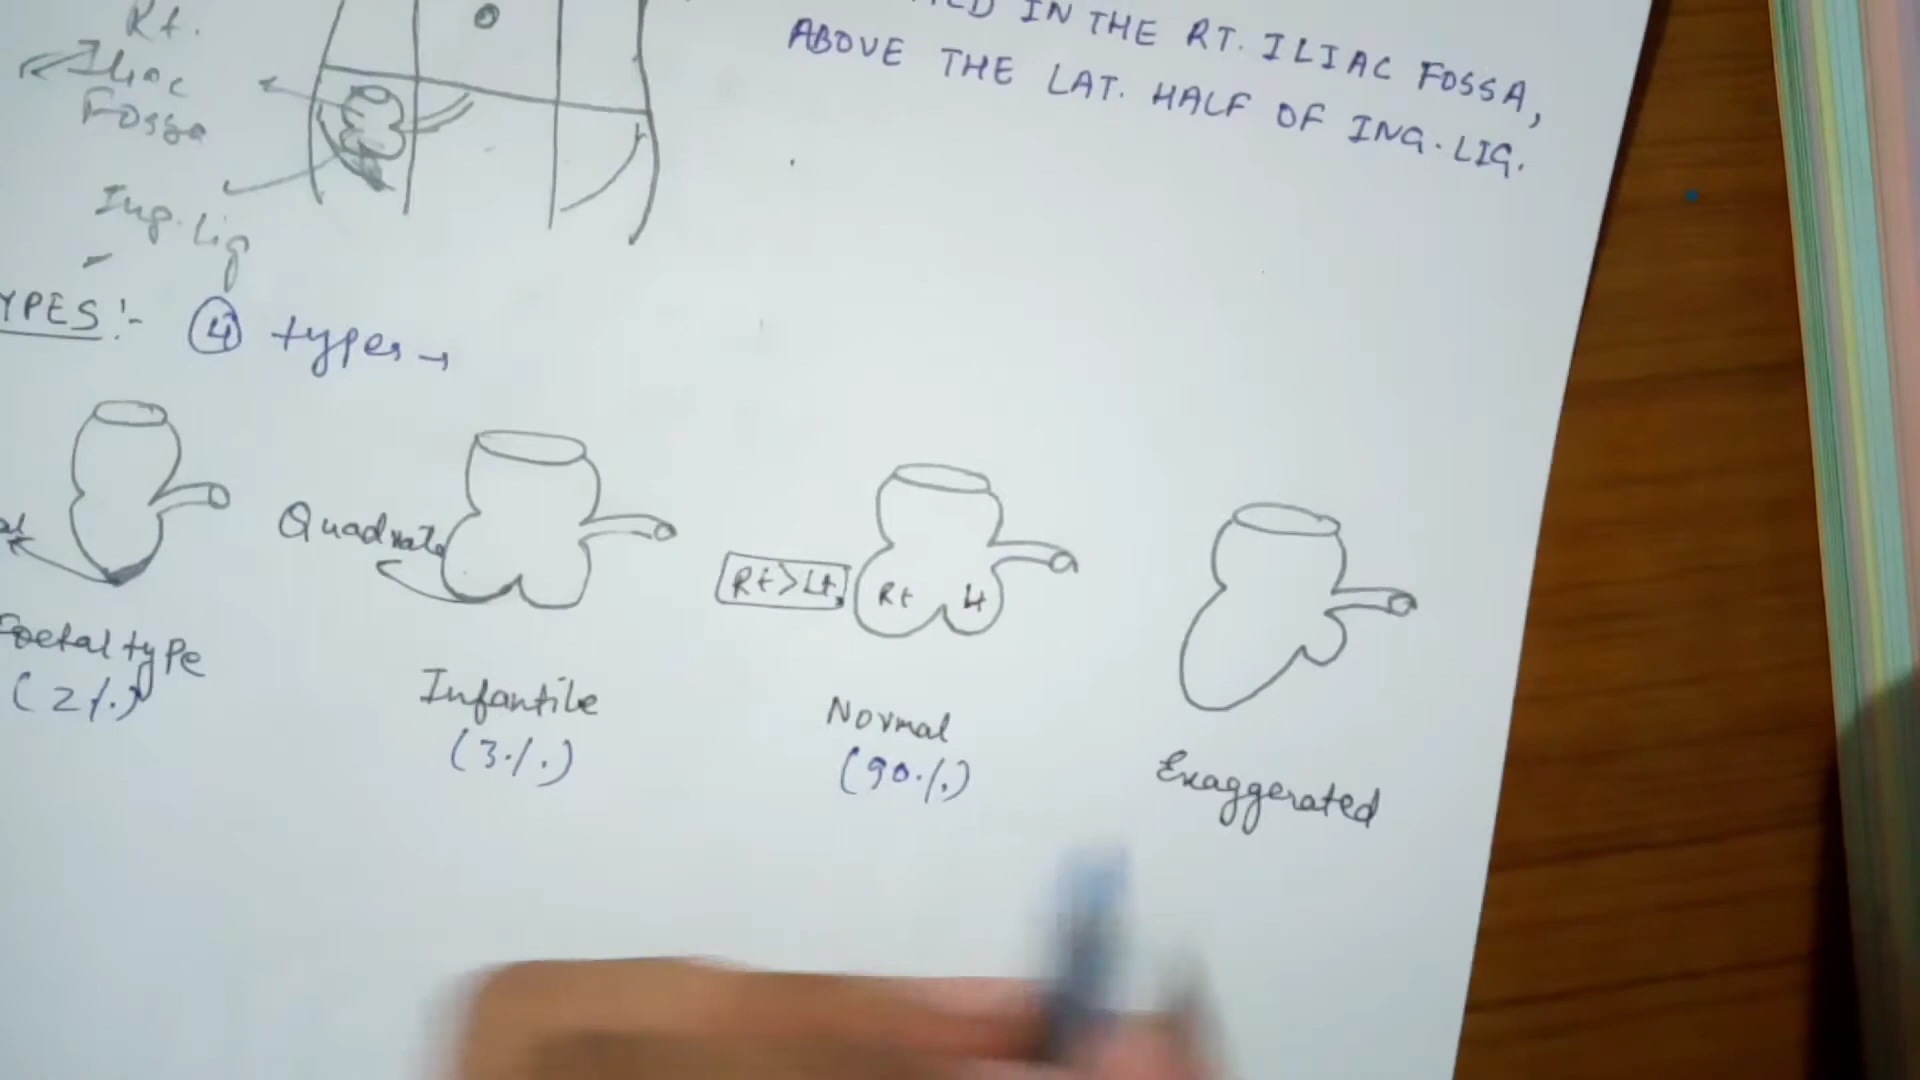 IN THE RT. ILIAC FOSSA,
ABOVE THE LAT. HALF OF ING. LIG.
Rt.
Iliac
Fossa
Ing. Lig
YPES:-
4 types →
Quadrate
Rt > Lt.
Rt Lt
Foetal type
(2%)
Infantile
(3%)
Normal
(90%)
Exaggerated